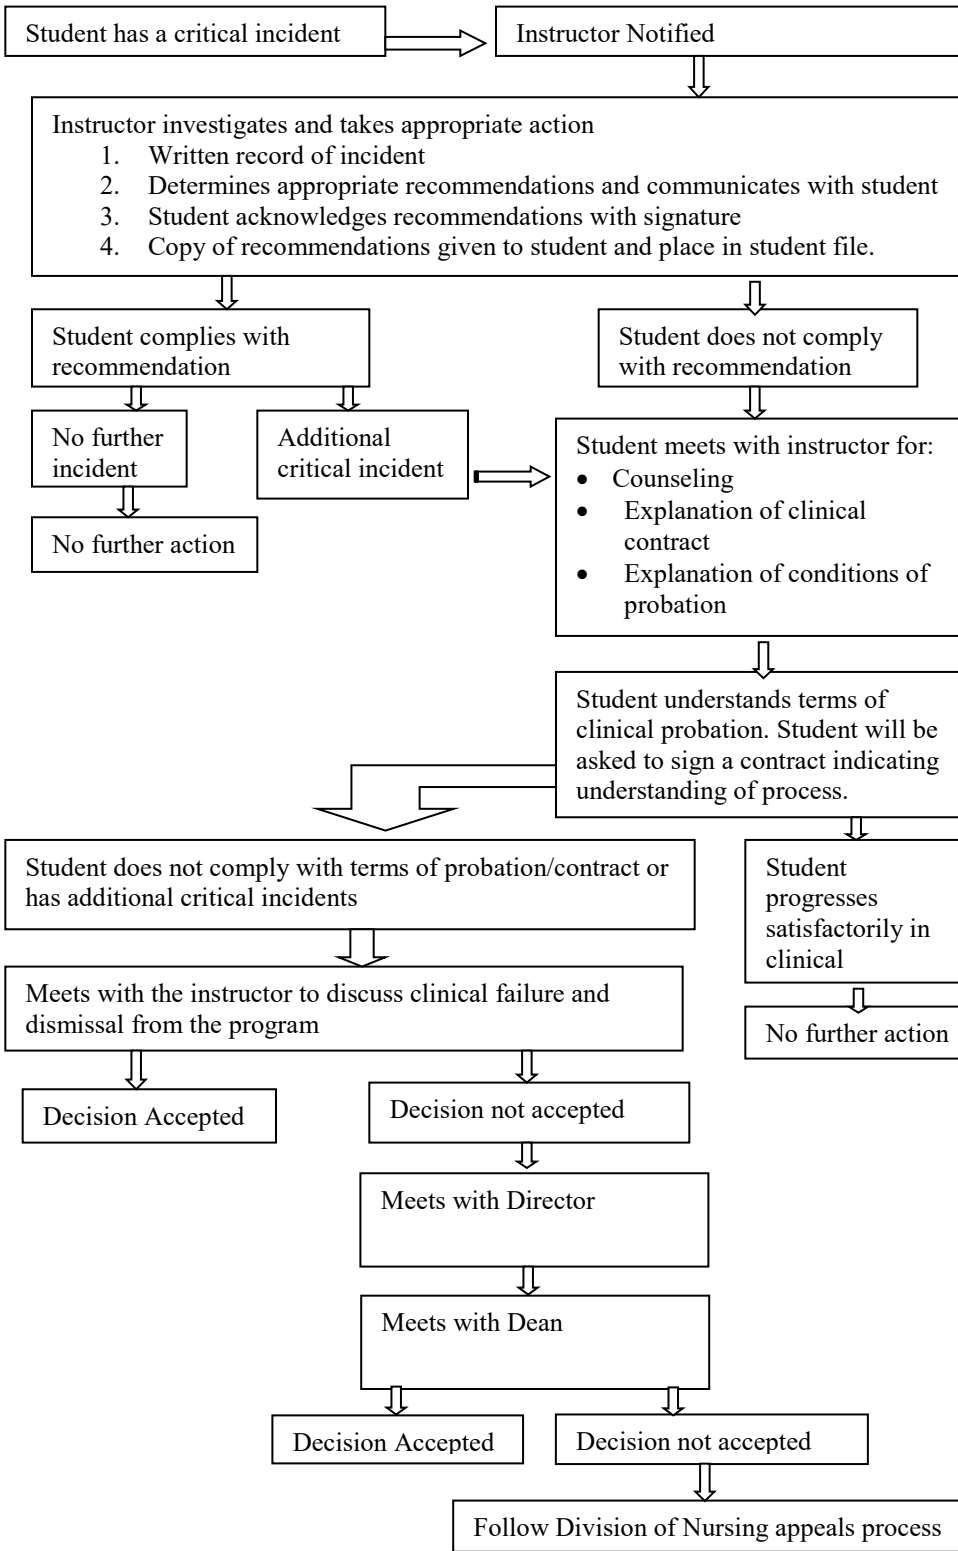 Student has a critical incident
Instructor Notified
Instructor investigates and takes appropriate action
1. Written record of incident
2. Determines appropriate recommendations and communicates with student
3. Student acknowledges recommendations with signature
4. Copy of recommendations given to student and place in student file.
Student complies with
recommendation
Student does not comply
with recommendation
No further
incident
Additional
critical incident
No further action
Student meets with instructor for:
• Counseling
• Explanation of clinical
contract
• Explanation of conditions of
probation
Student understands terms of
clinical probation. Student will be
asked to sign a contract indicating
understanding of process.
Student does not comply with terms of probation/contract or
has additional critical incidents
Student
progresses
satisfactorily in
clinical
Meets with the instructor to discuss clinical failure and
dismissal from the program
No further action
Decision Accepted
Decision not accepted
Meets with Director
Meets with Dean
Decision Accepted
Decision not accepted
Follow Division of Nursing appeals process